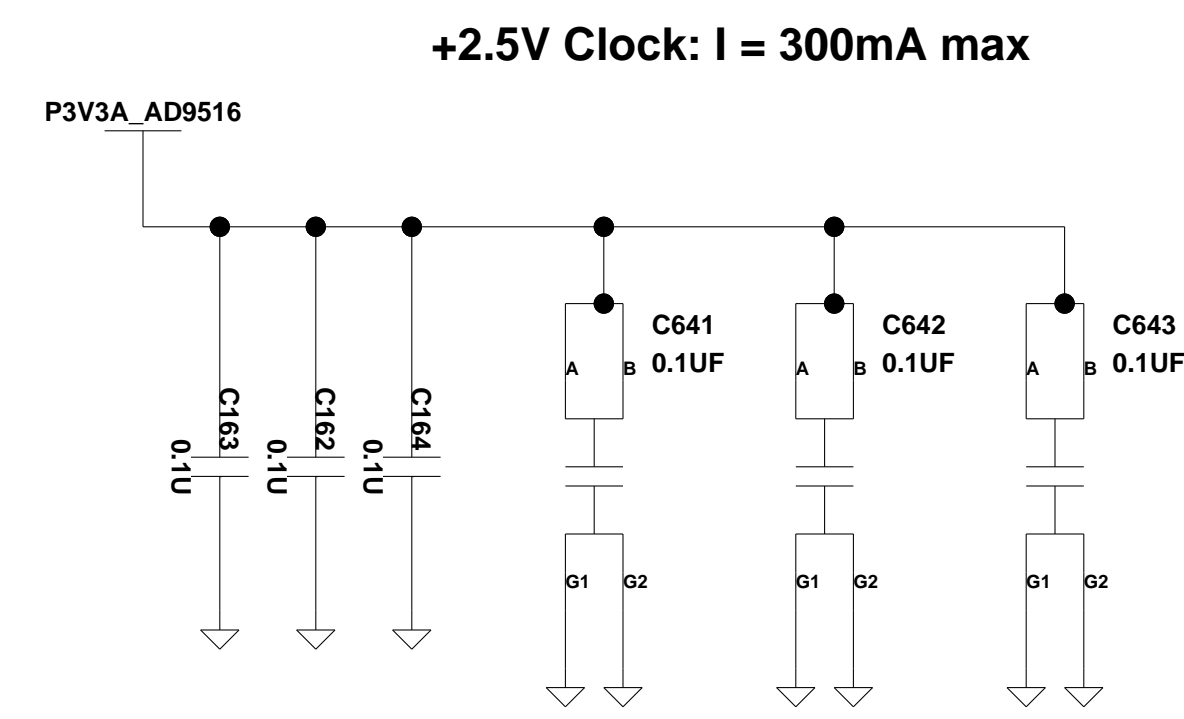 +2.5V Clock: I = 300mA max
P3V3A_AD9516
C163
0.1U
C162
0.1U
C164
0.1U
C641
0.1UF
A
B
G1
G2
C642
0.1UF
A
B
G1
G2
C643
0.1UF
A
B
G1
G2